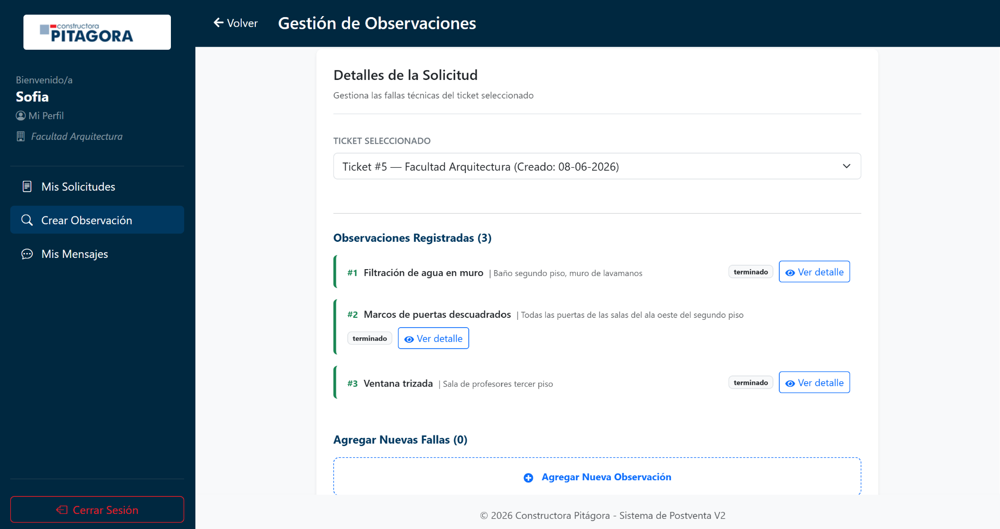 constructora
PITAGORA
Bienvenido/a
Sofia
Mi Perfil
Facultad Arquitectura
Mis Solicitudes
Crear Observación
Mis Mensajes
Cerrar Sesión
Volver
Gestión de Observaciones
Detalles de la Solicitud
Gestiona las fallas técnicas del ticket seleccionado
TICKET SELECCIONADO
Ticket #5 — Facultad Arquitectura (Creado: 08-06-2026)
Observaciones Registradas (3)
#1 Filtración de agua en muro | Baño segundo piso, muro de lavamanos terminado Ver detalle
#2 Marcos de puertas descuadrados | Todas las puertas de las salas del ala oeste del segundo piso
terminado Ver detalle
#3 Ventana trizada | Sala de profesores tercer piso terminado Ver detalle
Agregar Nuevas Fallas (0)
Agregar Nueva Observación
© 2026 Constructora Pitágora - Sistema de Postventa V2